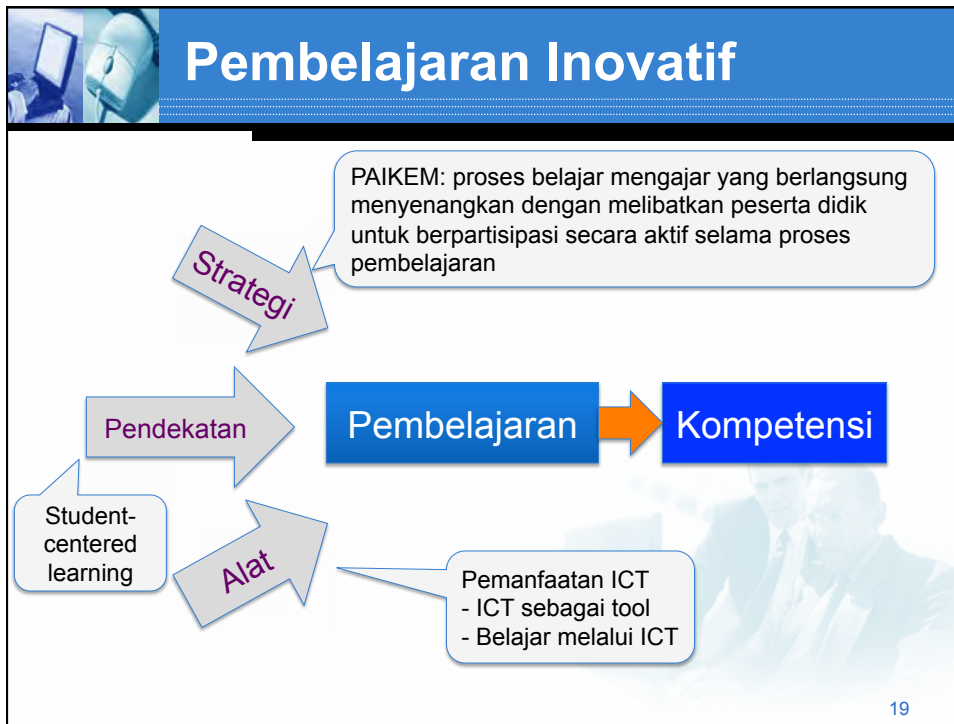 Pembelajaran Inovatif
PAIKEM: proses belajar mengajar yang berlangsung
menyenangkan dengan melibatkan peserta didik
untuk berpartisipasi secara aktif selama proses
pembelajaran
Strategi
Pendekatan
Pembelajaran
Kompetensi
Student-
centered
learning
Alat
Pemanfaatan ICT
- ICT sebagai tool
- Belajar melalui ICT
19